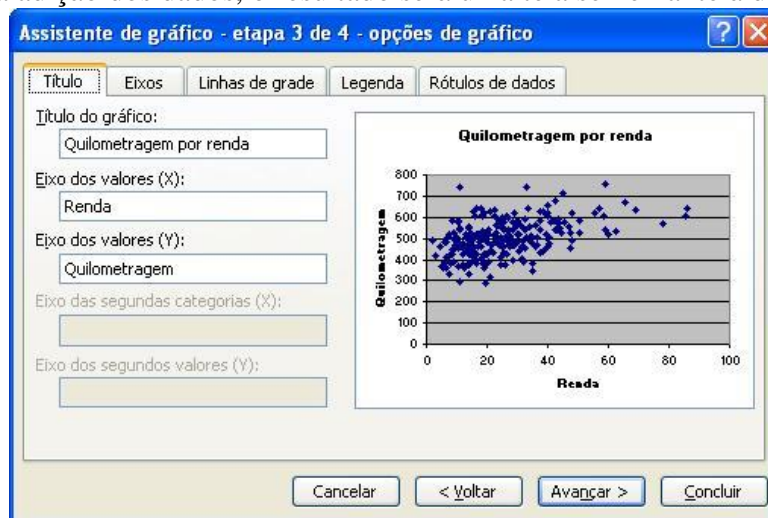 Assistente de gráfico - etapa 3 de 4 - opções de gráfico
Título
Eixos
Linhas de grade
Legenda
Rótulos de dados
Título do gráfico:
Quilometragem por renda
Eixo dos valores (X):
Renda
Eixo dos valores (Y):
Quilometragem
Eixo das segundas categorias (X):
Eixo dos segundos valores (Y):
Quilometragem por renda
Quilometragem
800
700
600
500
400
300
200
100
0
0 20 40 60 80 100
Renda
Cancelar
< Voltar
Avançar >
Concluir